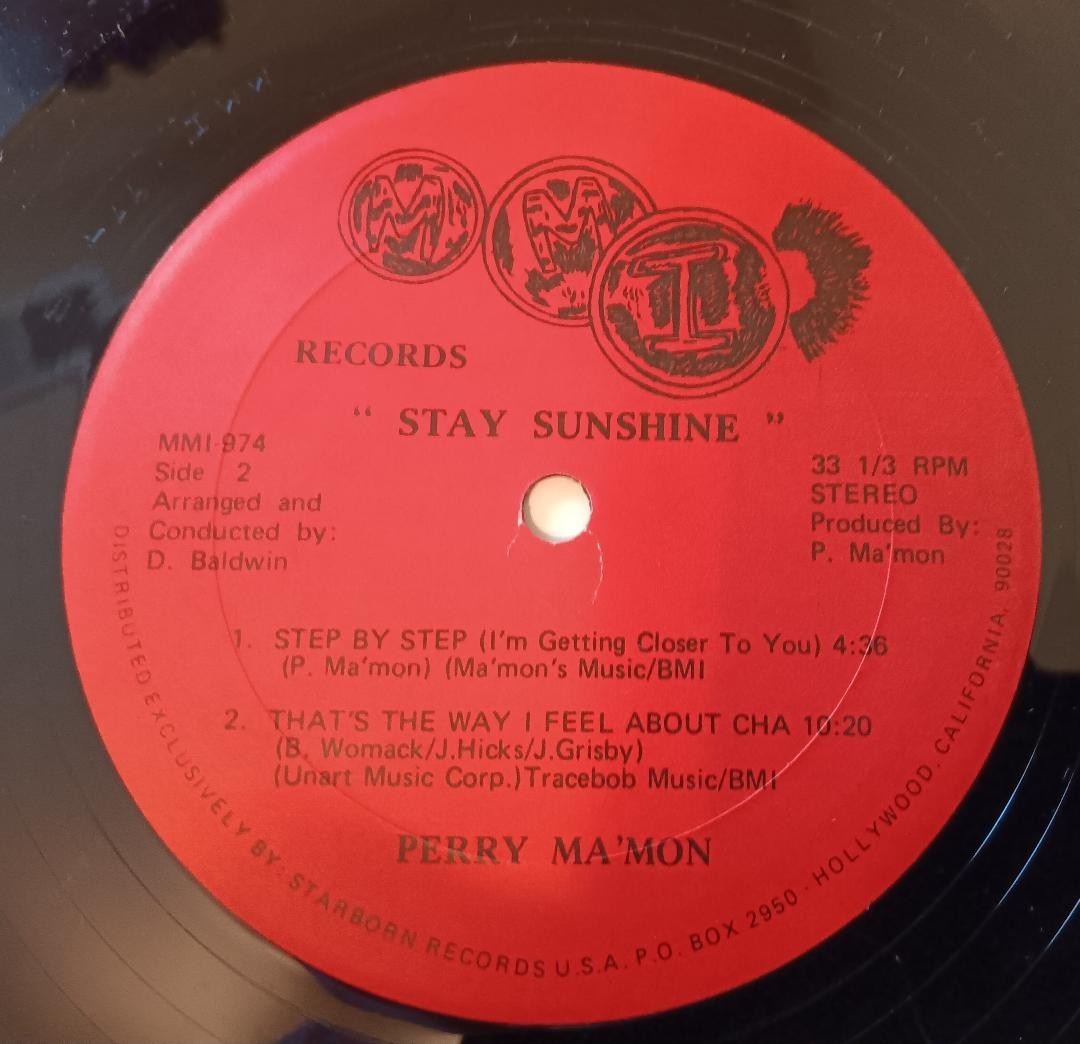 M M I
RECORDS
“ STAY SUNSHINE ”
MMI-974
Side 2
Arranged and
Conducted by:
D. Baldwin
33 1/3 RPM
STEREO
Produced By:
P. Ma'mon
1. STEP BY STEP (I'm Getting Closer To You) 4:36
(P. Ma'mon) (Ma'mon's Music/BMI
2. THAT'S THE WAY I FEEL ABOUT CHA 10:20
(B. Womack/J.Hicks/J.Grisby)
(Unart Music Corp.)Tracebob Music/BMI
PERRY MA'MON
DISTRIBUTED EXCLUSIVELY BY: STARBORN RECORDS U.S.A. P.O. BOX 2950 · HOLLYWOOD, CALIFORNIA, 90028